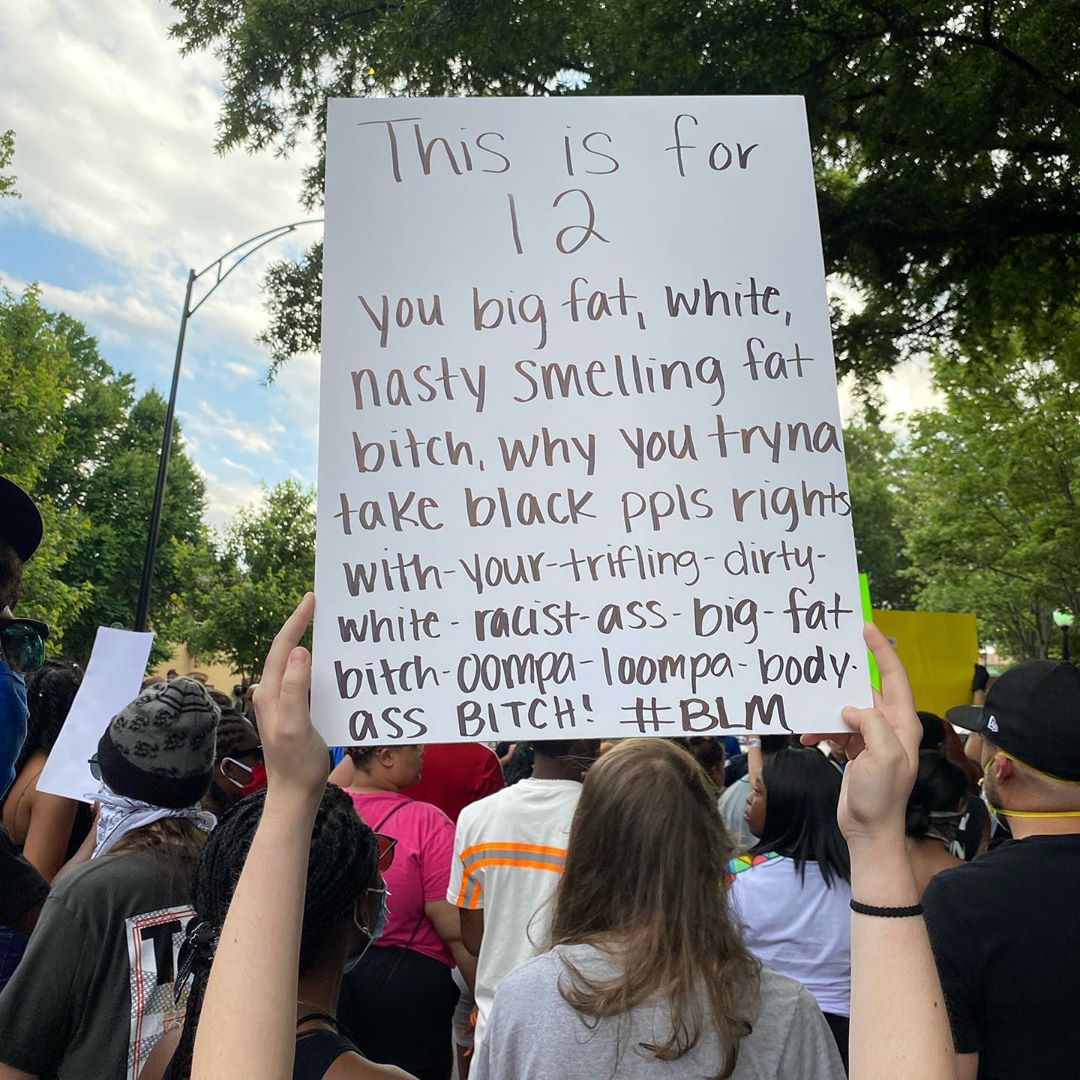 This is for
12
you big fat, white,
nasty smelling fat
bitch, why you tryna
take black ppls rights
with-your-trifling-dirty-
white-racist-ass-big-fat
bitch-oompa-loompa-body-
ass BITCH! #BLM